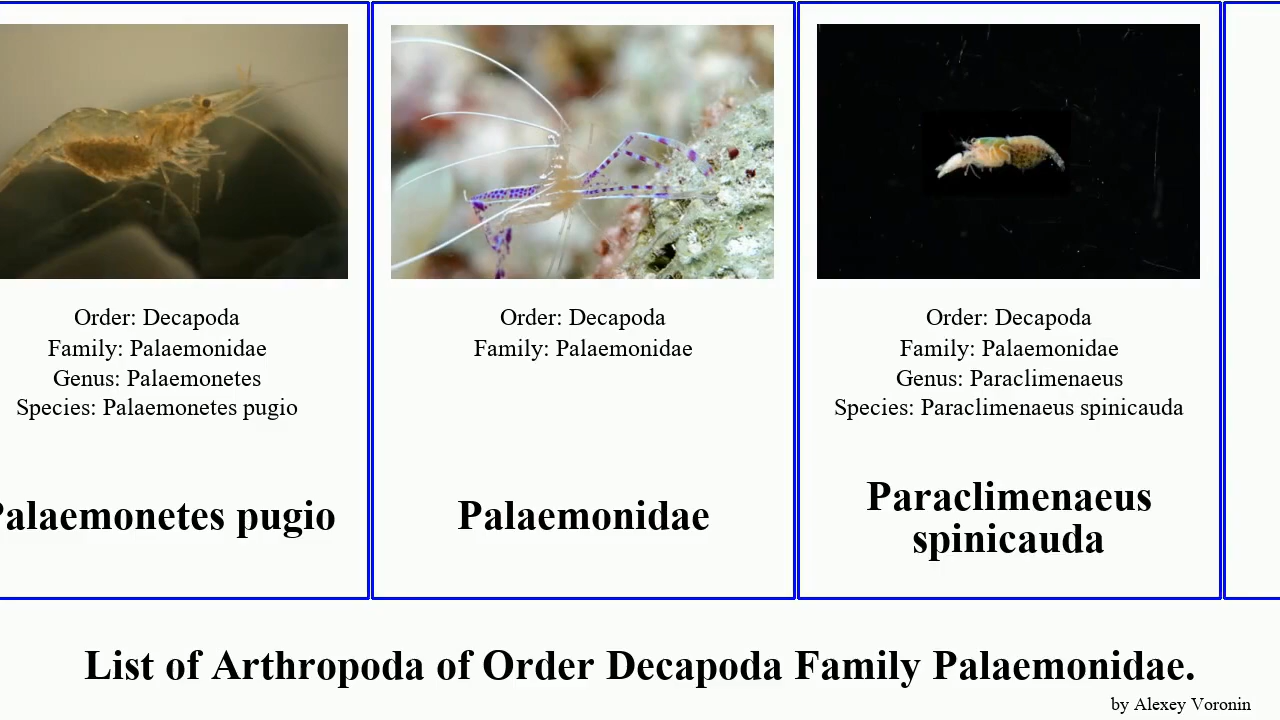 Order: Decapoda
Family: Palaemonidae
Genus: Palaemonetes
Species: Palaemonetes pugio
Palaemonetes pugio
Order: Decapoda
Family: Palaemonidae
Palaemonidae
Order: Decapoda
Family: Palaemonidae
Genus: Paraclimenaeus
Species: Paraclimenaeus spinicauda
Paraclimenaeus
spinicauda
List of Arthropoda of Order Decapoda Family Palaemonidae.
by Alexey Voronin